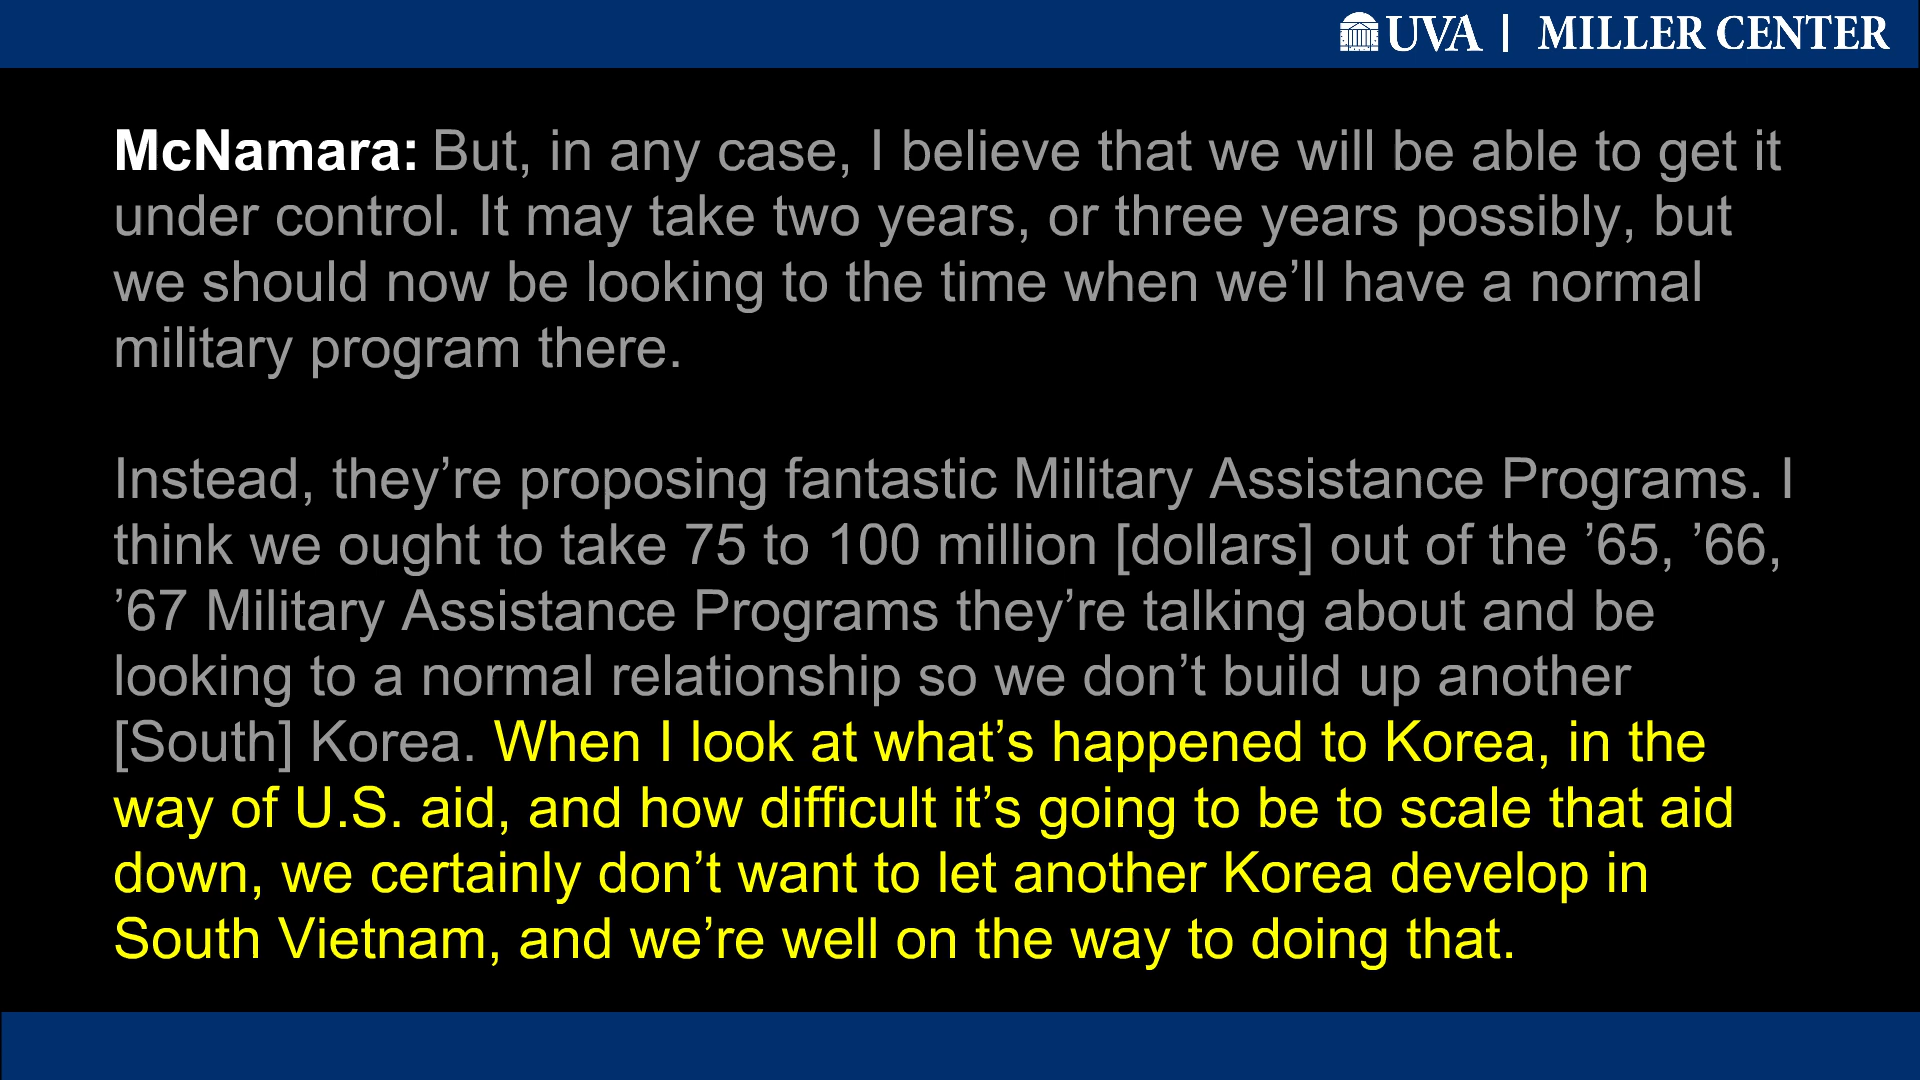 UVA | MILLER CENTER
McNamara: But, in any case, I believe that we will be able to get it
under control. It may take two years, or three years possibly, but
we should now be looking to the time when we’ll have a normal
military program there.
Instead, they’re proposing fantastic Military Assistance Programs. I
think we ought to take 75 to 100 million [dollars] out of the ’65, ’66,
’67 Military Assistance Programs they’re talking about and be
looking to a normal relationship so we don’t build up another
[South] Korea. When I look at what’s happened to Korea, in the
way of U.S. aid, and how difficult it’s going to be to scale that aid
down, we certainly don’t want to let another Korea develop in
South Vietnam, and we’re well on the way to doing that.